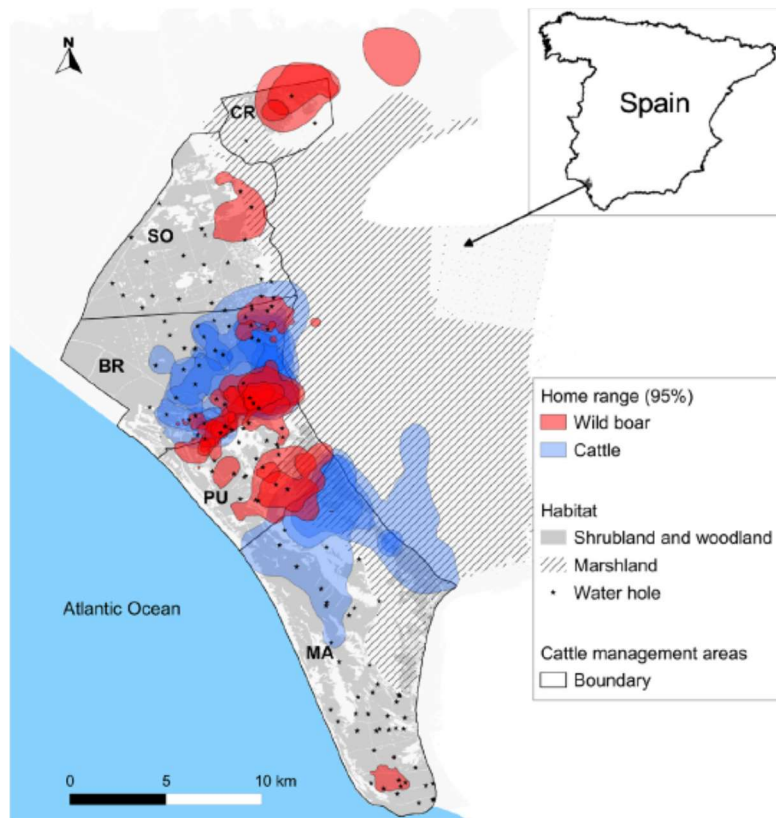 N
Spain
CR
SO
BR
PU
MA
Atlantic Ocean
Home range (95%)
Wild boar
Cattle
Habitat
Shrubland and woodland
Marshland
Water hole
Cattle management areas
Boundary
0 5 10 km